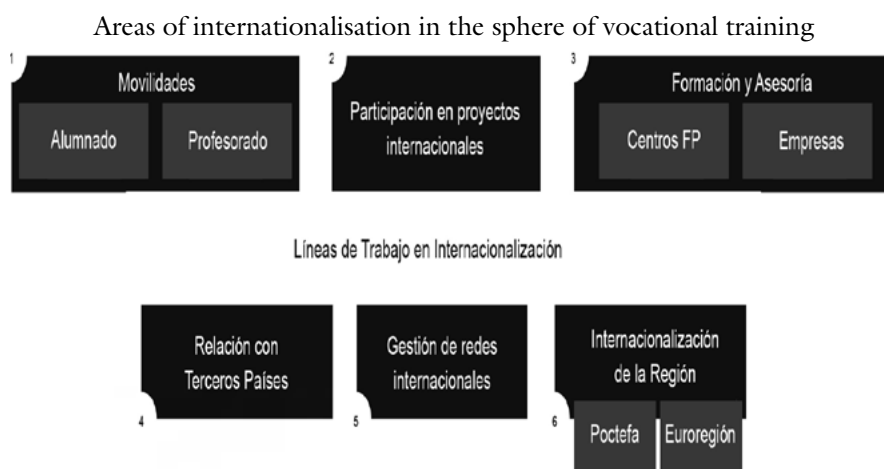 Areas of internationalisation in the sphere of vocational training
1
Movilidades
Alumnado
Profesorado
2
Participación en proyectos
internacionales
3
Formación y Asesoría
Centros FP
Empresas
Líneas de Trabajo en Internacionalización
4
Relación con
Terceros Países
5
Gestión de redes
internacionales
6
Internacionalización
de la Región
Poctefa
Euroregión